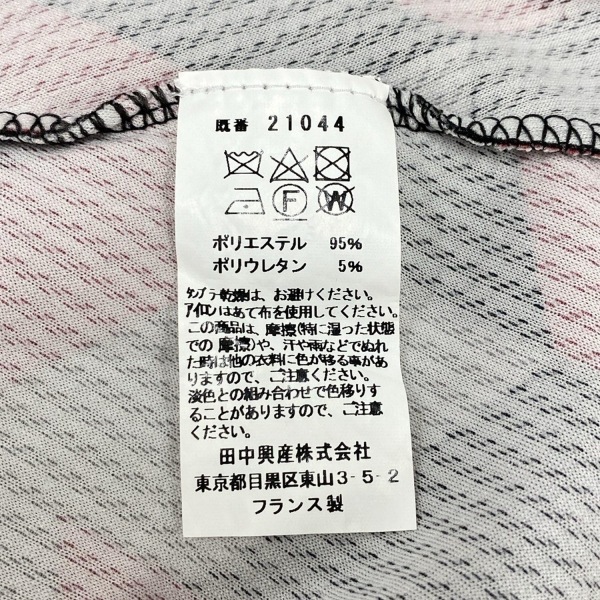 既番 21044
F W
ポリエステル 95%
ポリウレタン 5%
タンブラ乾燥は、お避けください。
アイロンはあて布を使用してください。
この商品は、摩擦(特に湿った状態
での 摩擦)や、汗や雨などでぬれ
た時は他の衣料に色が移る事があ
りますので、ご注意ください。
淡色との組み合わせで色移りす
ることがありますので、ご注意
ください。
田中興産株式会社
東京都目黒区東山3-5-2
フランス製